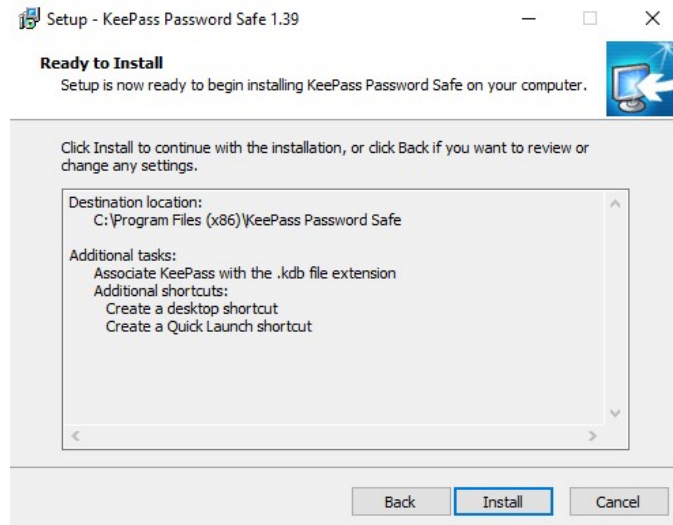 Setup - KeePass Password Safe 1.39
Ready to Install
Setup is now ready to begin installing KeePass Password Safe on your computer.
Click Install to continue with the installation, or click Back if you want to review or
change any settings.
Destination location:
C:\Program Files (x86)\KeePass Password Safe
Additional tasks:
Associate KeePass with the .kdb file extension
Additional shortcuts:
Create a desktop shortcut
Create a Quick Launch shortcut
Back Install Cancel